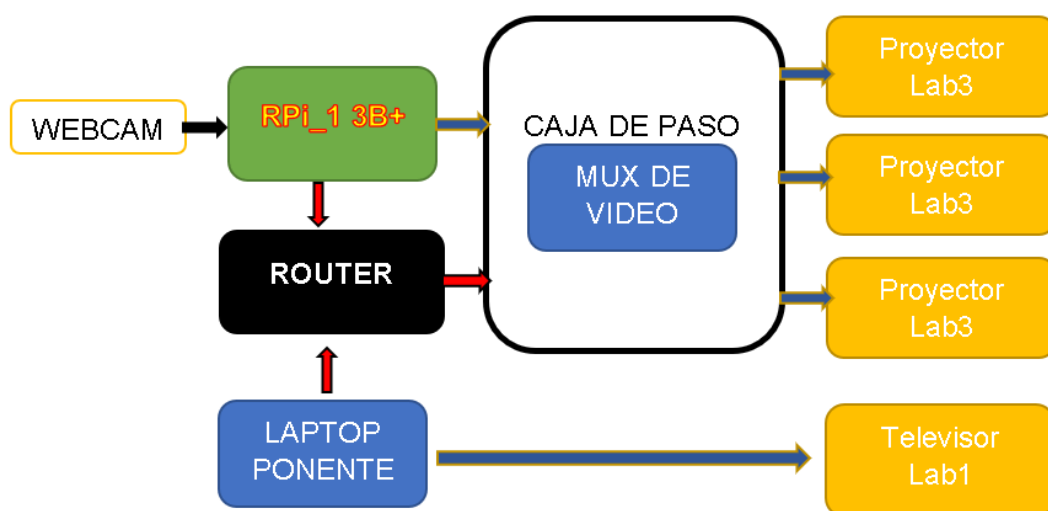 WEBCAM
RPi_1 3B+
ROUTER
LAPTOP
PONENTE
CAJA DE PASO
MUX DE
VIDEO
Proyector
Lab3
Proyector
Lab3
Proyector
Lab3
Televisor
Lab1